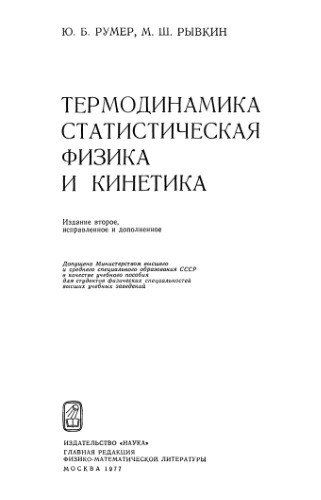 Ю. Б. РУМЕР, М. Ш. РЫВКИН
ТЕРМОДИНАМИКА
СТАТИСТИЧЕСКАЯ
ФИЗИКА
И КИНЕТИКА
Издание второе,
исправленное и дополненное
Допущено Министерством высшего
и среднего специального образования СССР
в качестве учебного пособия
для студентов физических специальностей
высших учебных заведений
ИЗДАТЕЛЬСТВО «НАУКА»
ГЛАВНАЯ РЕДАКЦИЯ
ФИЗИКО-МАТЕМАТИЧЕСКОЙ ЛИТЕРАТУРЫ
МОСКВА 1977